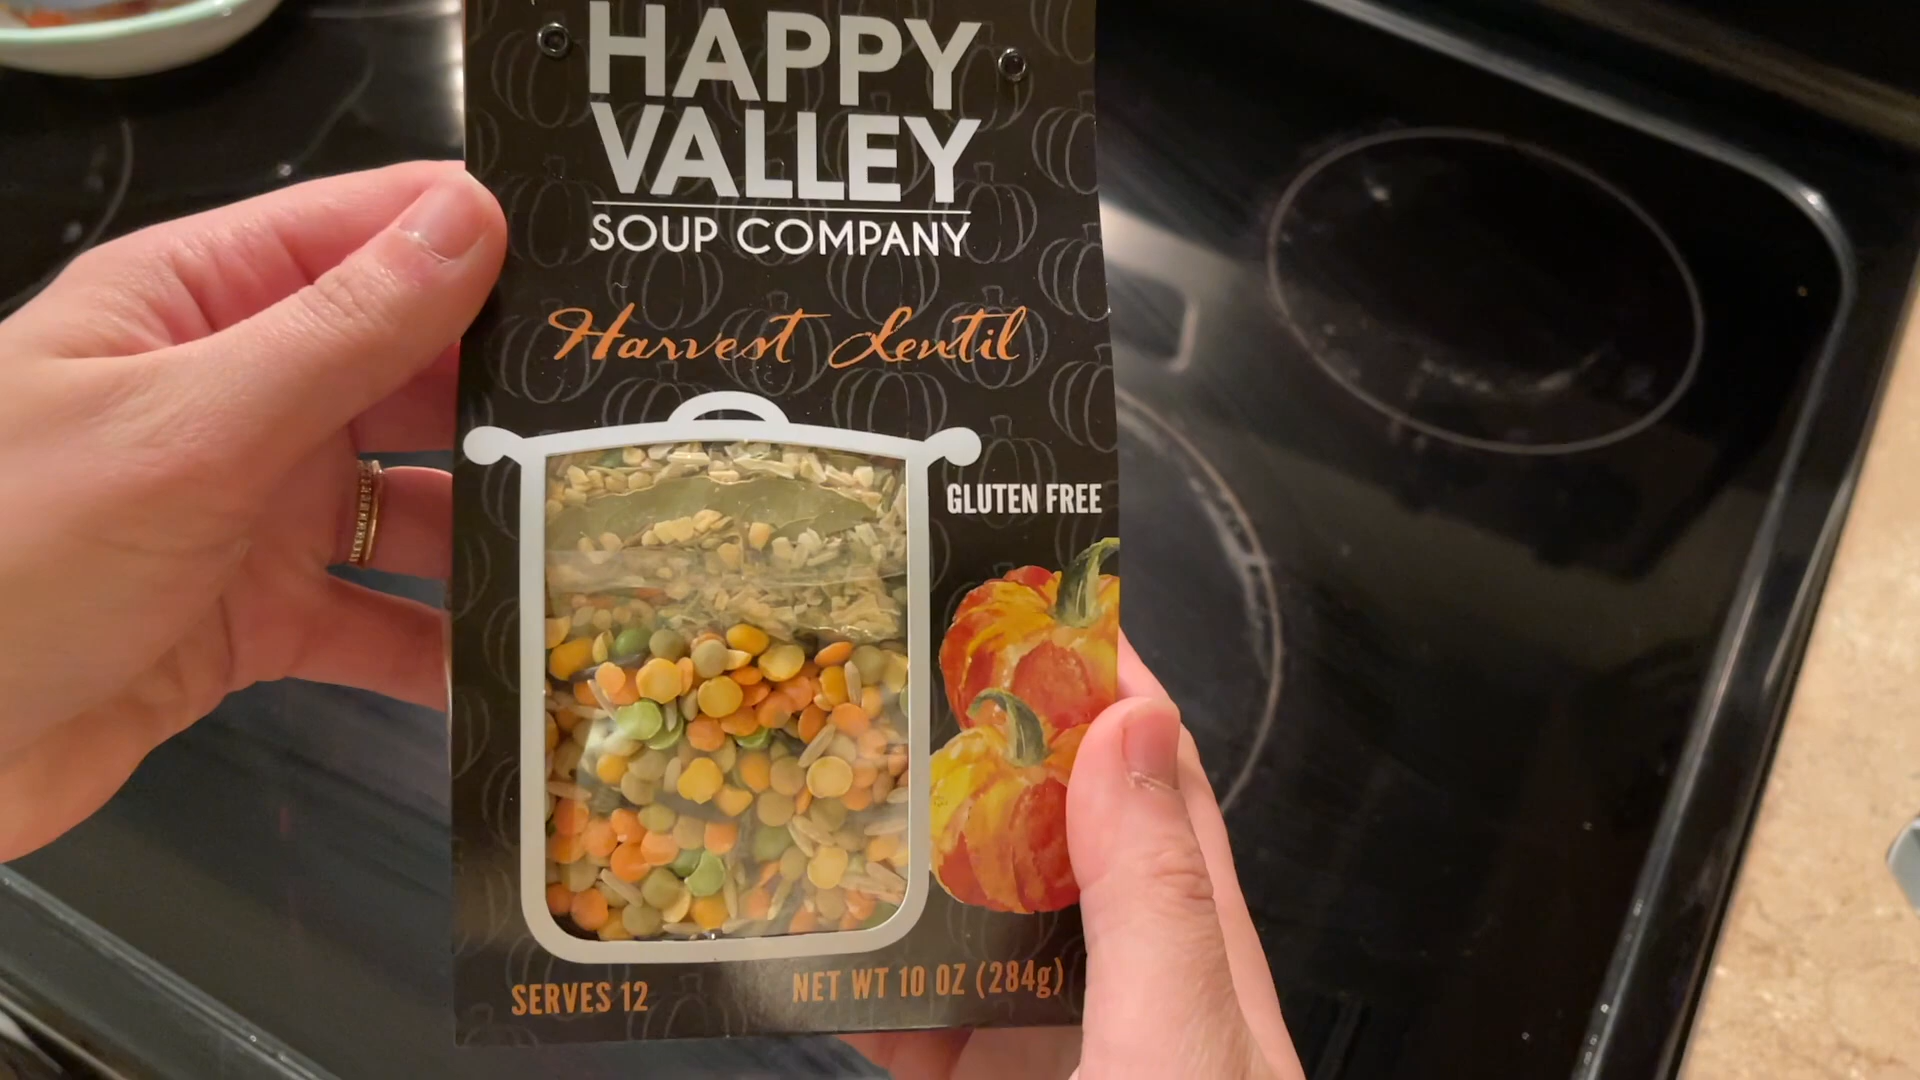 HAPPY
VALLEY
SOUP COMPANY
Harvest Lentil
GLUTEN FREE
SERVES 12
NET WT 10 OZ (284g)